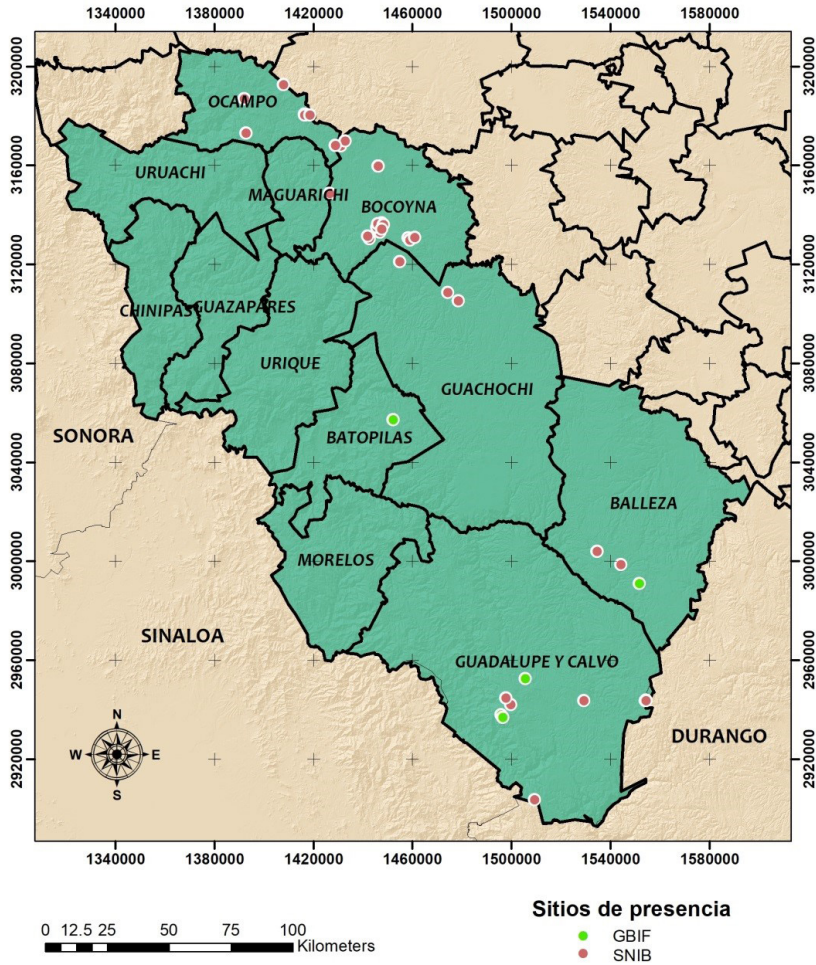 1340000 1380000 1420000 1460000 1500000 1540000 1580000
3200000 3200000
OCAMPO
3160000 3160000
URUACHI
MAGUARICHI
BOCOYNA
3120000 3120000
CHINIPAS
GUAZAPARES
URIQUE
3080000 3080000
GUACHOCHI
SONORA
BATOPILAS
3040000 3040000
BALLEZA
MORELOS
3000000 3000000
SINALOA
GUADALUPE Y CALVO
2960000 2960000
N
W E
S
DURANGO
2920000 2920000
1340000 1380000 1420000 1460000 1500000 1540000 1580000
0 12.5 25 50 75 100
Kilometers
Sitios de presencia
GBIF
SNIB